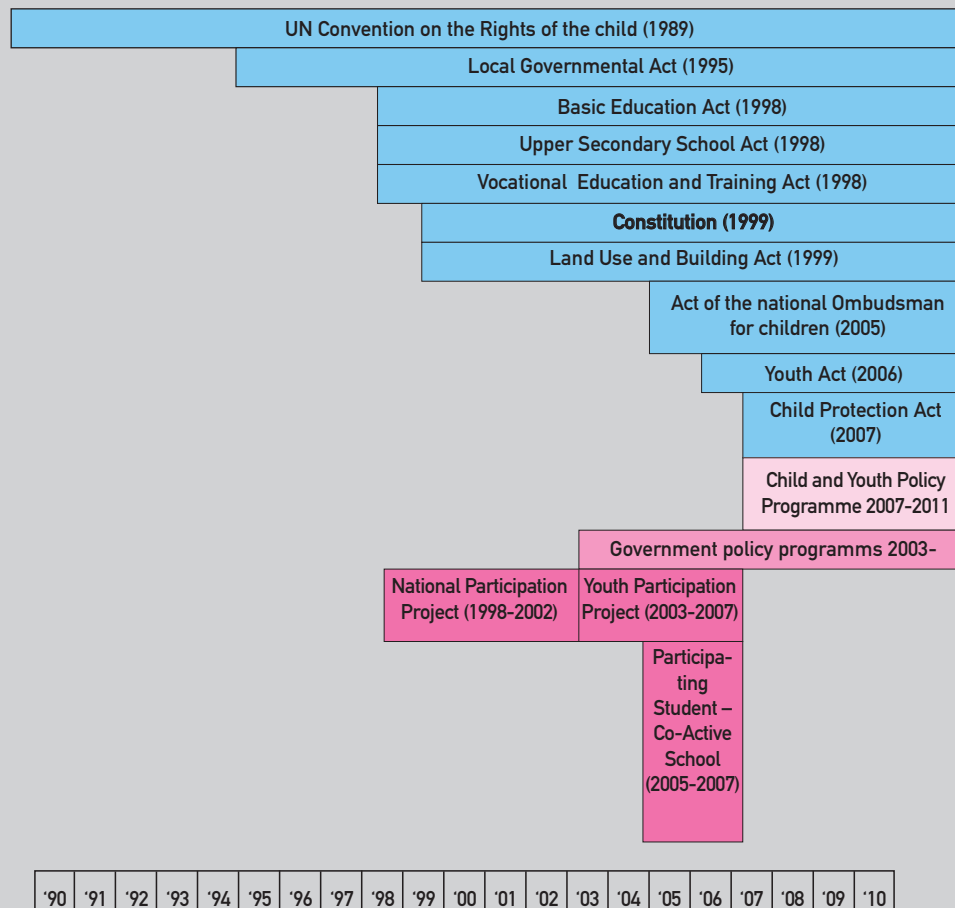 UN Convention on the Rights of the child (1989)
Local Governmental Act (1995)
Basic Education Act (1998)
Upper Secondary School Act (1998)
Vocational Education and Training Act (1998)
Constitution (1999)
Land Use and Building Act (1999)
Act of the national Ombudsman
for children (2005)
Youth Act (2006)
Child Protection Act
(2007)
Child and Youth Policy
Programme 2007-2011
Government policy programms 2003-
National Participation
Project (1998-2002)
Youth Participation
Project (2003-2007)
Participa-
ting
Student –
Co-Active
School
(2005-2007)
‘90 ‘91 ‘92 ‘93 ‘94 ‘95 ‘96 ‘97 ‘98 ‘99 ‘00 ‘01 ‘02 ‘03 ‘04 ‘05 ‘06 ‘07 ‘08 ‘09 ‘10